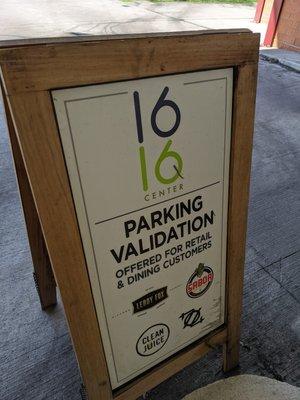 16
16
CENTER
PARKING
VALIDATION
OFFERED FOR RETAIL
& DINING CUSTOMERS
LEROY FOX
SABOR
CLEAN
JUICE